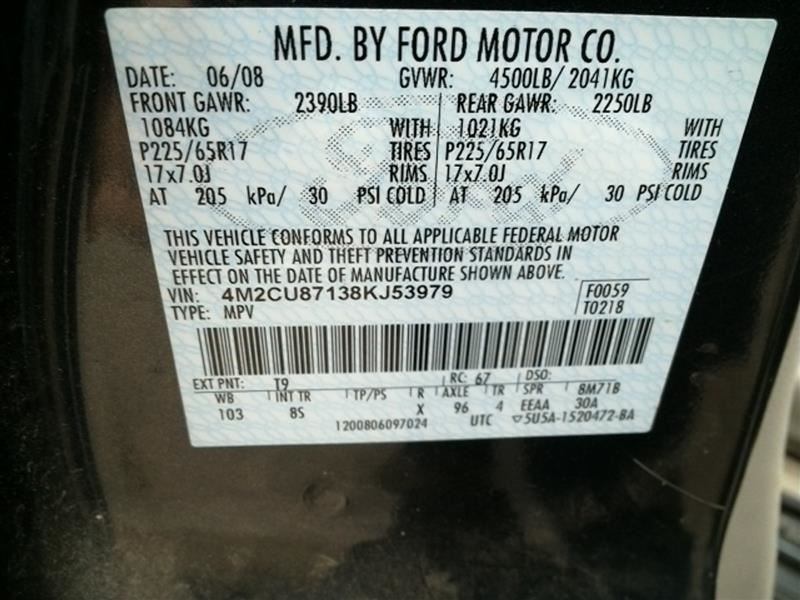 MFD. BY FORD MOTOR CO.
DATE: 06/08 GVWR: 4500LB/ 2041KG
FRONT GAWR: 2390LB REAR GAWR: 2250LB
1084KG WITH 1021KG WITH
P225/65R17 TIRES P225/65R17 TIRES
17x7.0J RIMS 17x7.0J RIMS
AT 205 kPa/ 30 PSI COLD AT 205 kPa/ 30 PSI COLD
Ford
THIS VEHICLE CONFORMS TO ALL APPLICABLE FEDERAL MOTOR
VEHICLE SAFETY AND THEFT PREVENTION STANDARDS IN
EFFECT ON THE DATE OF MANUFACTURE SHOWN ABOVE.
VIN: 4M2CU87138KJ53979 F0059
TYPE: MPV T0218
EXT PNT: T9 RC: 67 DSO:
WB INT TR TP/PS R AXLE TR SPR 8M71B
103 8S X 96 4 EEAA 30A
1200806097024 UTC 5U5A-1520472-BA